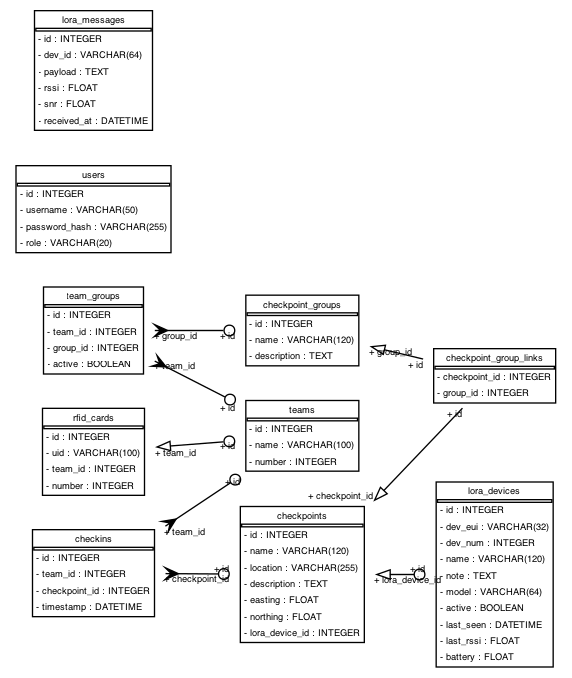 lora_messages
- id : INTEGER
- dev_id : VARCHAR(64)
- payload : TEXT
- rssi : FLOAT
- snr : FLOAT
- received_at : DATETIME
users
- id : INTEGER
- username : VARCHAR(50)
- password_hash : VARCHAR(255)
- role : VARCHAR(20)
team_groups
- id : INTEGER
- team_id : INTEGER
- group_id : INTEGER
- active : BOOLEAN
+ group_id
+ id
checkpoint_groups
- id : INTEGER
- name : VARCHAR(120)
- description : TEXT
+ group_id
+ id
checkpoint_group_links
- checkpoint_id : INTEGER
- group_id : INTEGER
+ team_id
+ id
rfid_cards
- id : INTEGER
- uid : VARCHAR(100)
- team_id : INTEGER
- number : INTEGER
+ team_id
+ id
teams
- id : INTEGER
- name : VARCHAR(100)
- number : INTEGER
+ id
+ checkpoint_id
+ id
+ team_id
checkins
- id : INTEGER
- team_id : INTEGER
- checkpoint_id : INTEGER
- timestamp : DATETIME
+ checkpoint_id
+ id
checkpoints
- id : INTEGER
- name : VARCHAR(120)
- location : VARCHAR(255)
- description : TEXT
- easting : FLOAT
- northing : FLOAT
- lora_device_id : INTEGER
+ lora_device_id
+ id
lora_devices
- id : INTEGER
- dev_eui : VARCHAR(32)
- dev_num : INTEGER
- name : VARCHAR(120)
- note : TEXT
- model : VARCHAR(64)
- active : BOOLEAN
- last_seen : DATETIME
- last_rssi : FLOAT
- battery : FLOAT